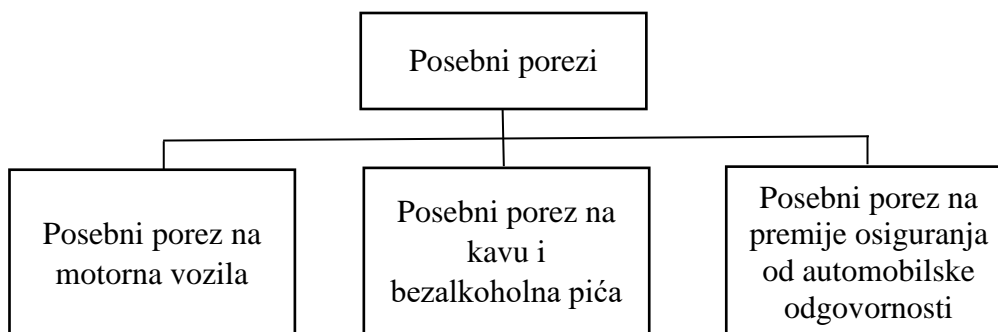 Posebni porezi
Posebni porez na
motorna vozila
Posebni porez na
kavu i
bezalkoholna pića
Posebni porez na
premije osiguranja
od automobilske
odgovornosti